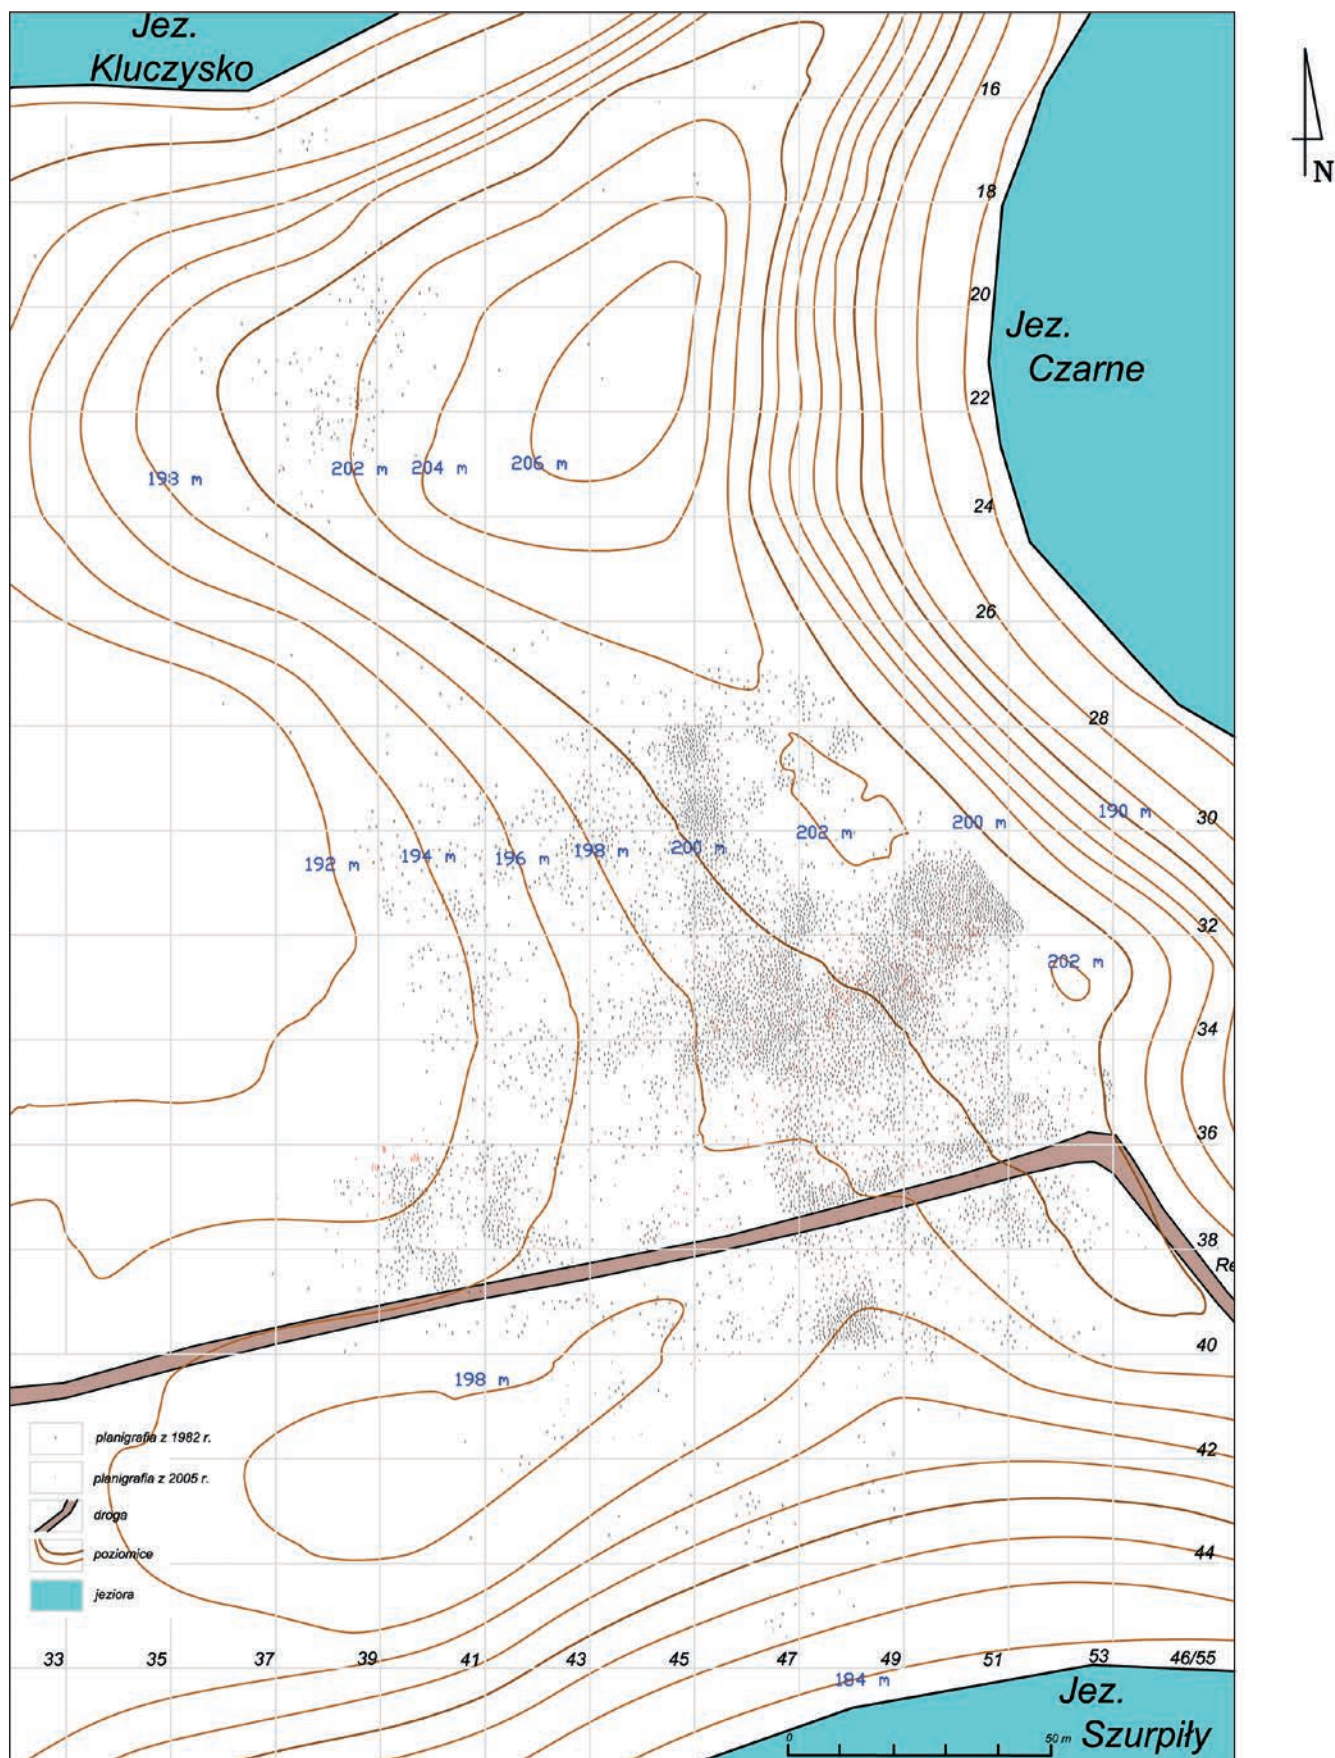 Jez.
Kluczysko
N
16
18
20
Jez.
Czarne
22
206 m
202 m
204 m
198 m
24
26
28
190 m
30
200 m
202 m
200 m
198 m
196 m
194 m
192 m
32
202 m
34
36
38
Re
40
198 m
planigrafia z 1982 r.
42
planigrafia z 2005 r.
droga
poziomice
44
jeziora
33
35
37
39
41
43
45
47
49
51
53
46/55
184 m
Jez.
Szurpiły
0
50 m